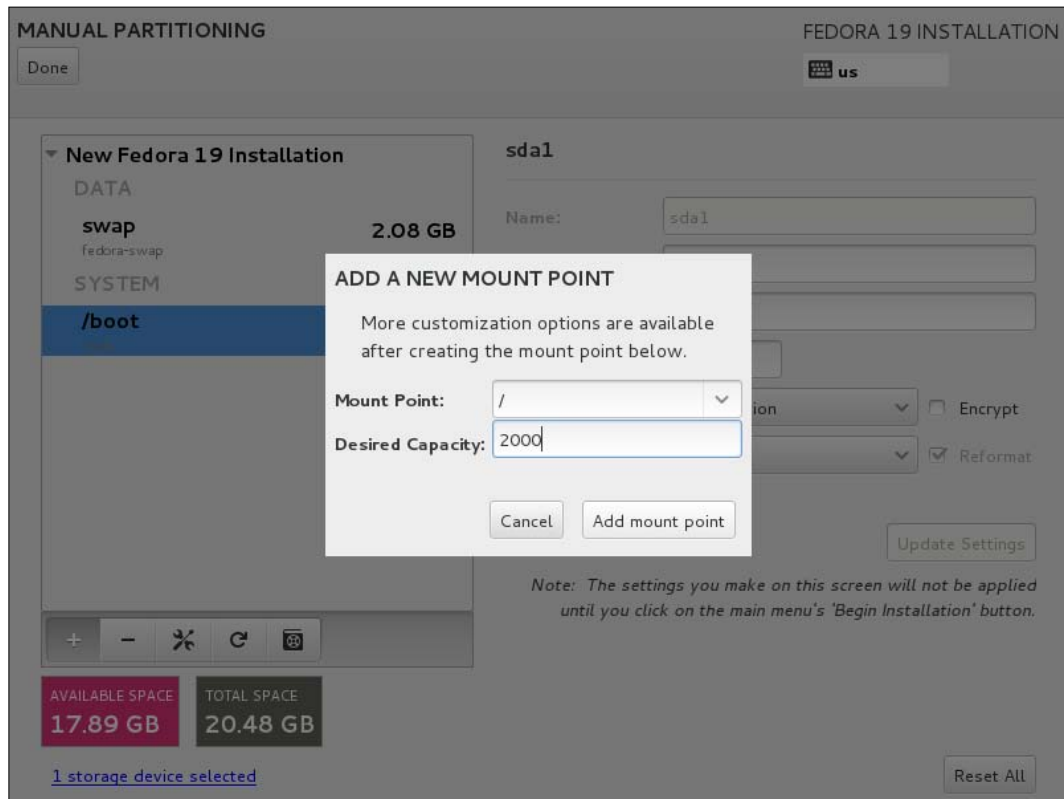 MANUAL PARTITIONING
FEDORA 19 INSTALLATION
Done
us
New Fedora 19 Installation
DATA
swap 2.08 GB
fedora-swap
SYSTEM
/boot
sda1
Name: sda1
ADD A NEW MOUNT POINT
More customization options are available
after creating the mount point below.
Mount Point: /
Desired Capacity: 2000
Cancel Add mount point
ion
Encrypt
Reformat
Update Settings
Note: The settings you make on this screen will not be applied
until you click on the main menu's 'Begin Installation' button.
AVAILABLE SPACE
17.89 GB
TOTAL SPACE
20.48 GB
1 storage device selected
Reset All